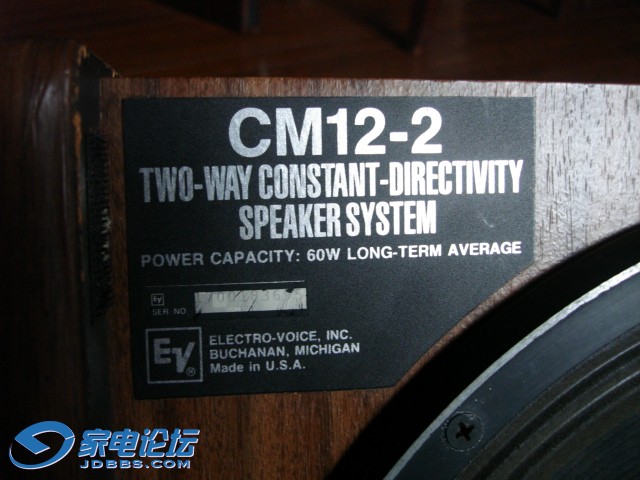 CM12-2
TWO-WAY CONSTANT-DIRECTIVITY
SPEAKER SYSTEM
POWER CAPACITY: 60W LONG-TERM AVERAGE
EV
SER. NO
EV®
ELECTRO-VOICE, INC.
BUCHANAN, MICHIGAN
Made in U.S.A.
家电论坛
JDBBS.COM